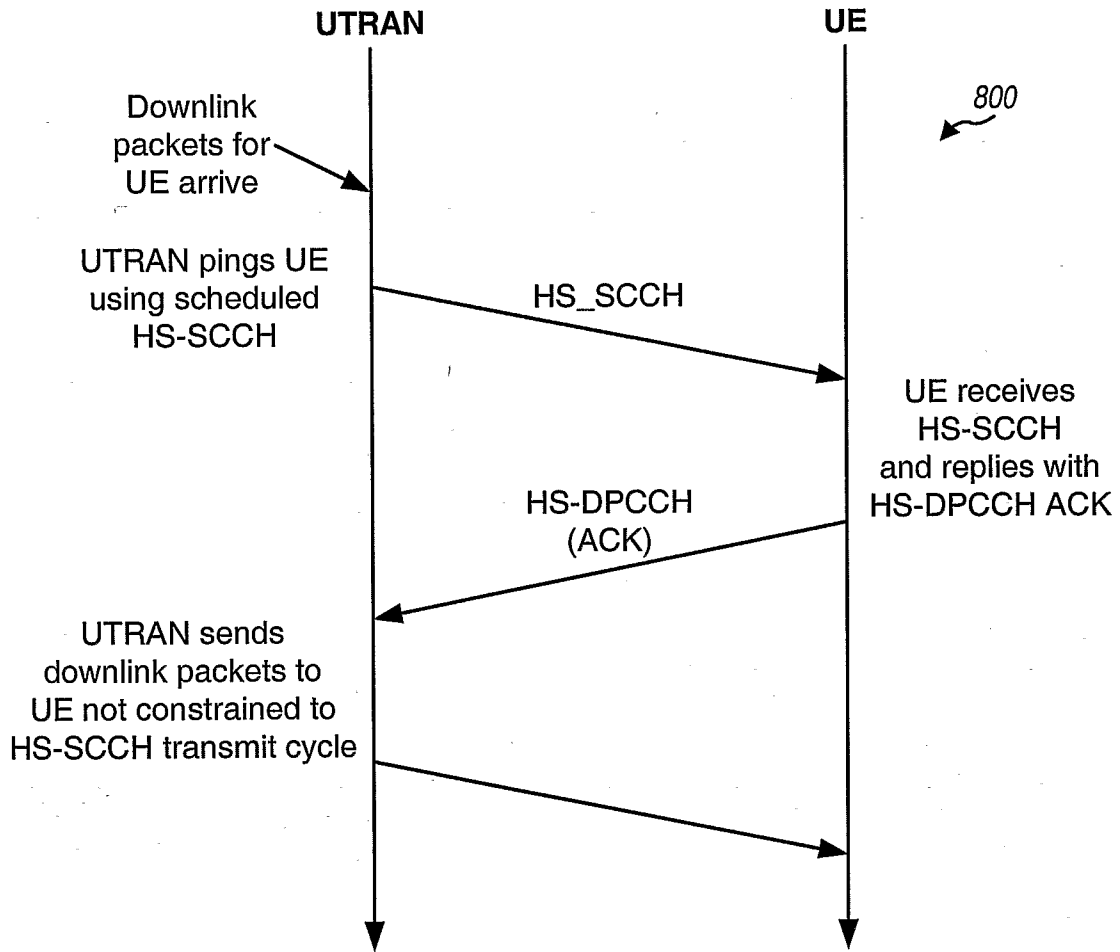 UTRAN
UE
800
Downlink
packets for
UE arrive
UTRAN pings UE
using scheduled
HS-SCCH
HS_SCCH
UE receives
HS-SCCH
and replies with
HS-DPCCH ACK
HS-DPCCH
(ACK)
UTRAN sends
downlink packets to
UE not constrained to
HS-SCCH transmit cycle